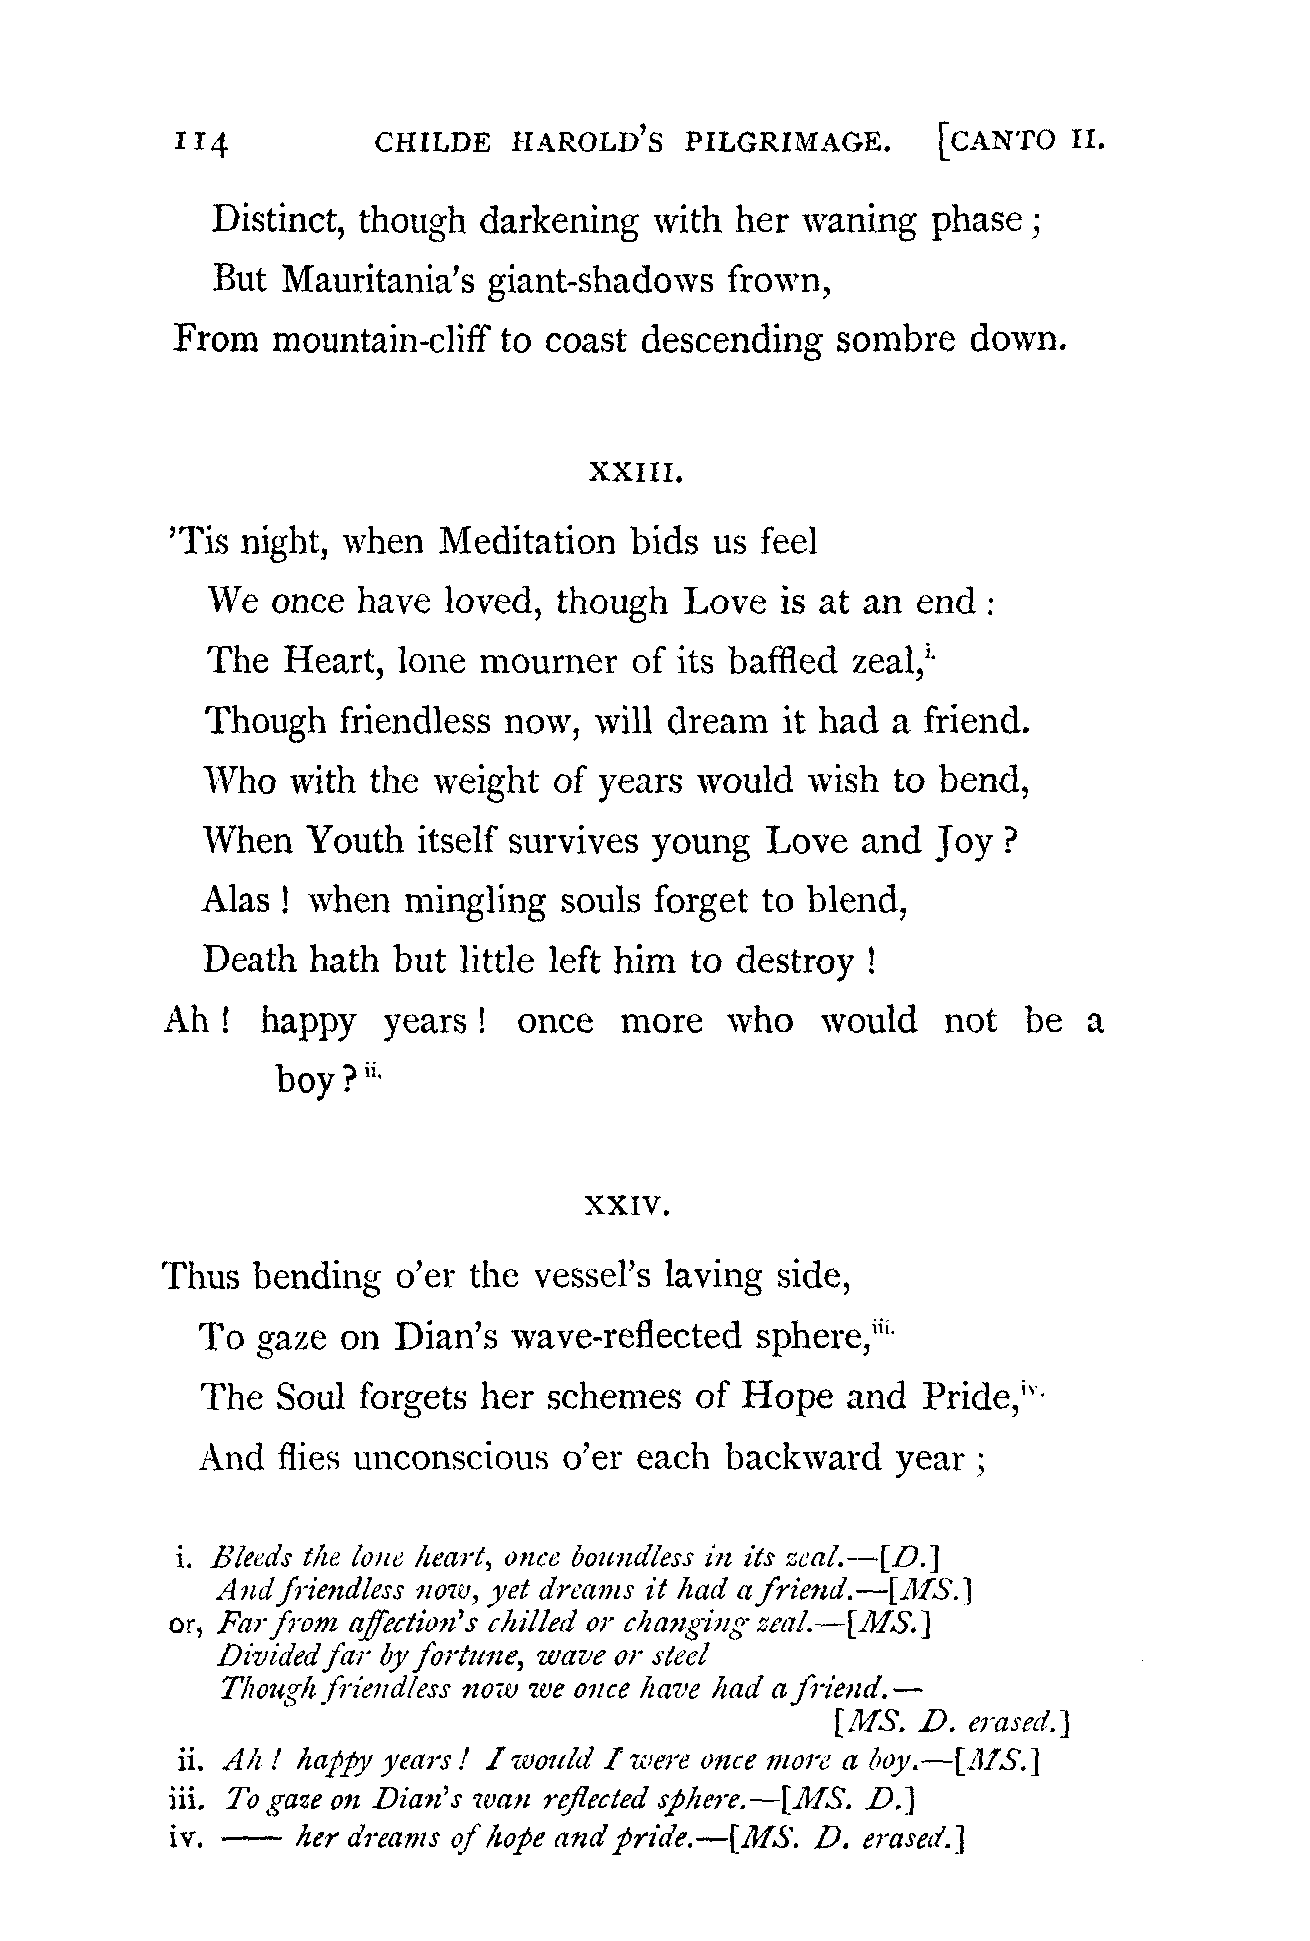 114 CHILDE HAROLD'S PILGRIMAGE. [CANTO II.
Distinct, though darkening with her waning phase;
But Mauritania's giant-shadows frown,
From mountain-cliff to coast descending sombre down.
XXIII.
'Tis night, when Meditation bids us feel
We once have loved, though Love is at an end:
The Heart, lone mourner of its baffled zeal,i.
Though friendless now, will dream it had a friend.
Who with the weight of years would wish to bend,
When Youth itself survives young Love and Joy?
Alas! when mingling souls forget to blend,
Death hath but little left him to destroy!
Ah! happy years! once more who would not be a
boy?ii.
XXIV.
Thus bending o'er the vessel's laving side,
To gaze on Dian's wave-reflected sphere,iii.
The Soul forgets her schemes of Hope and Pride,iv.
And flies unconscious o'er each backward year;
i. Bleeds the lone heart, once boundless in its zeal.—[D.]
And friendless now, yet dreams it had a friend.—[MS.]
or, Far from affection's chilled or changing zeal.—[MS.]
Divided far by fortune, wave or steel
Though friendless now we once have had a friend.—
[MS. D. erased.]
ii. Ah! happy years! I would I were once more a boy.—[MS.]
iii. To gaze on Dian's wan reflected sphere.—[MS. D.]
iv. —— her dreams of hope and pride.—[MS. D. erased.]